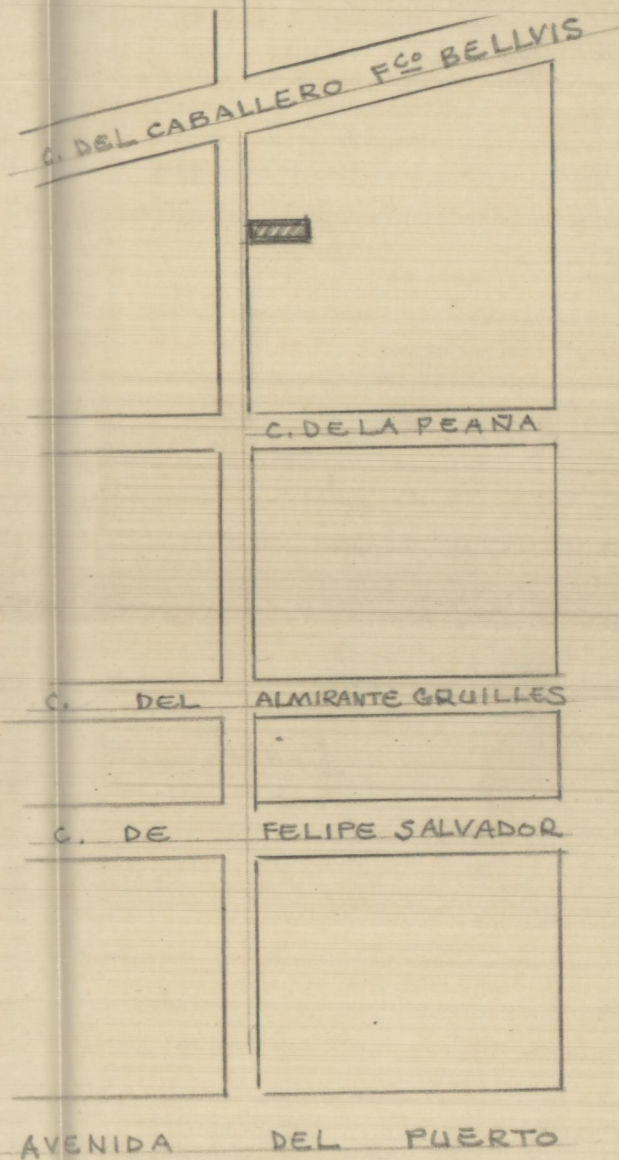 C. DEL CABALLERO Fco BELLVIS
C. DE LA PEAÑA
C. DEL ALMIRANTE GRUILLES
C. DE FELIPE SALVADOR
AVENIDA DEL PUERTO